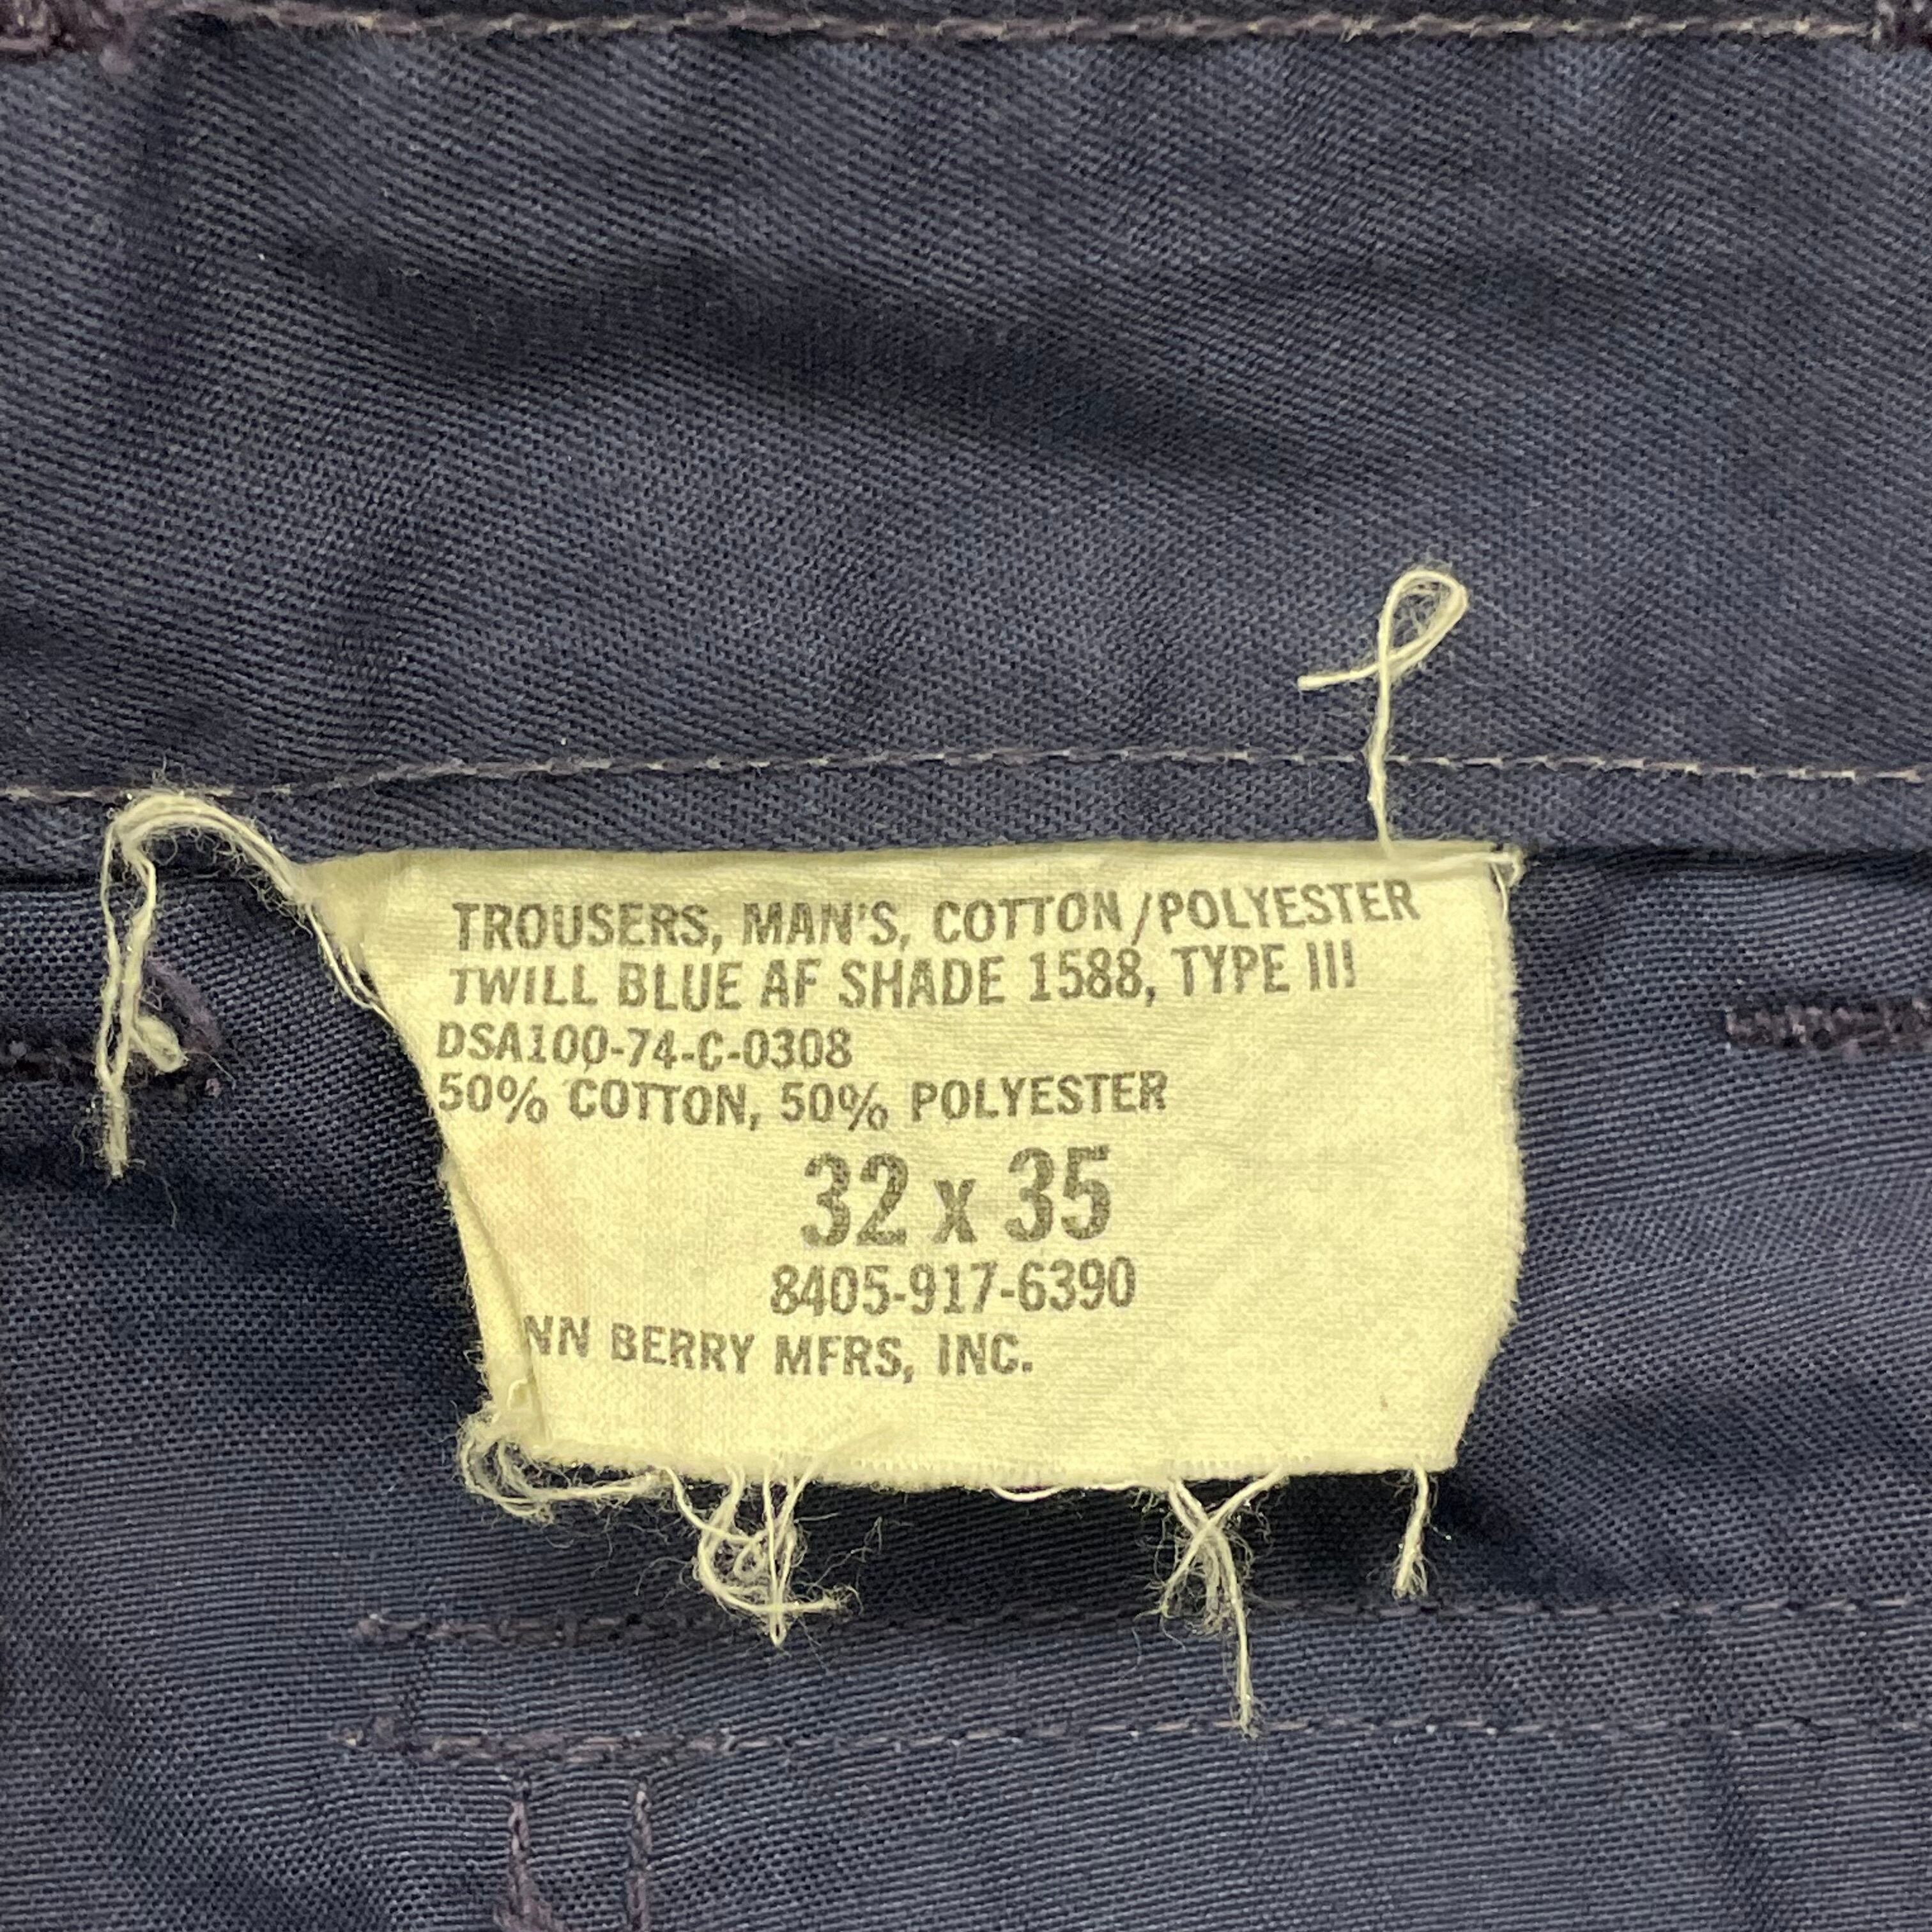 TROUSERS, MAN'S, COTTON/POLYESTER
TWILL BLUE AF SHADE 1588, TYPE III
DSA100-74-C-0308
50% COTTON, 50% POLYESTER
32 x 35
8405-917-6390
NN BERRY MFRS, INC.